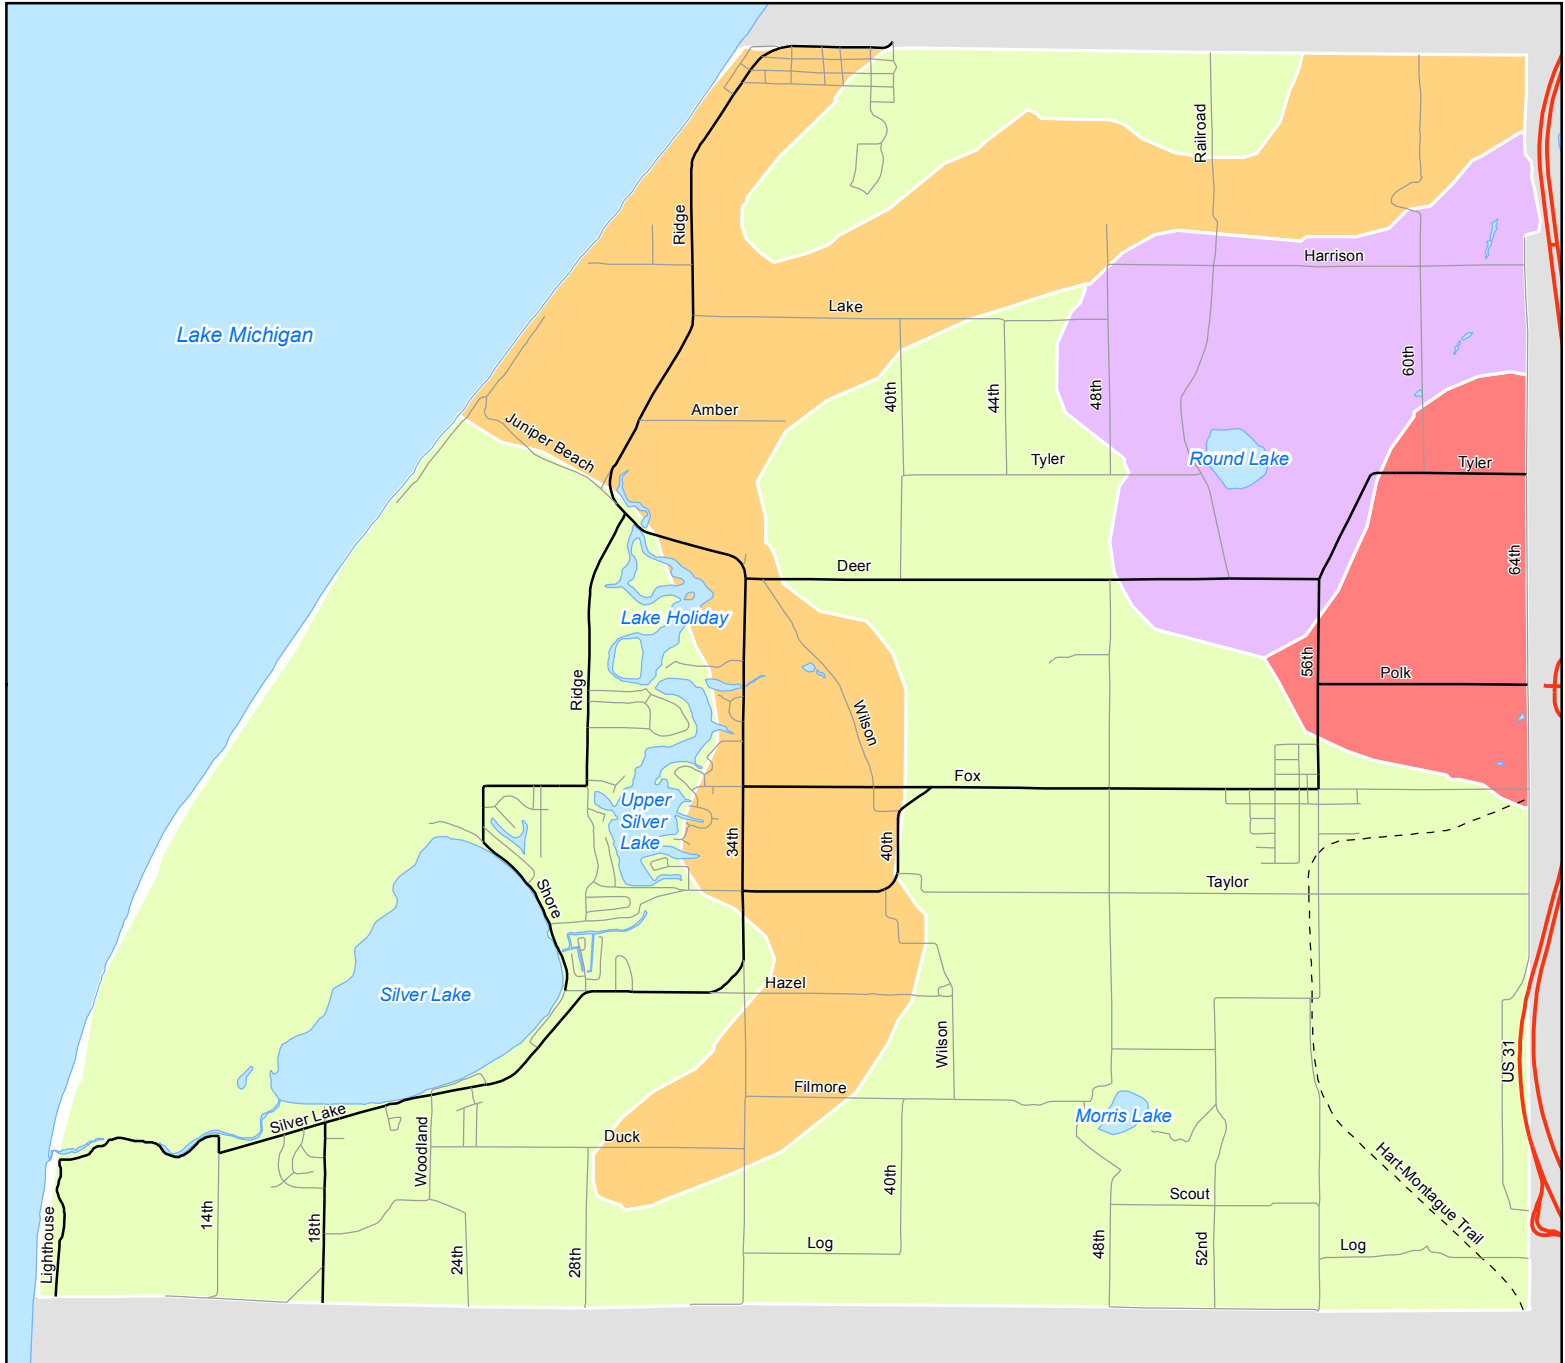 Railroad
Ridge
Harrison
Lake
Lake Michigan
60th
40th
44th
48th
Amber
Juniper Beach
Tyler
Round Lake
Tyler
64th
Deer
Lake Holiday
56th
Polk
Ridge
Wilson
Fox
Upper
Silver
Lake
34th
40th
Taylor
Shore
Hazel
Silver Lake
Wilson
US 31
Filmore
Morris Lake
Silver Lake
Woodland
Duck
Hart-Montague Trail
40th
Scout
14th
18th
Lighthouse
24th
28th
Log
48th
52nd
Log